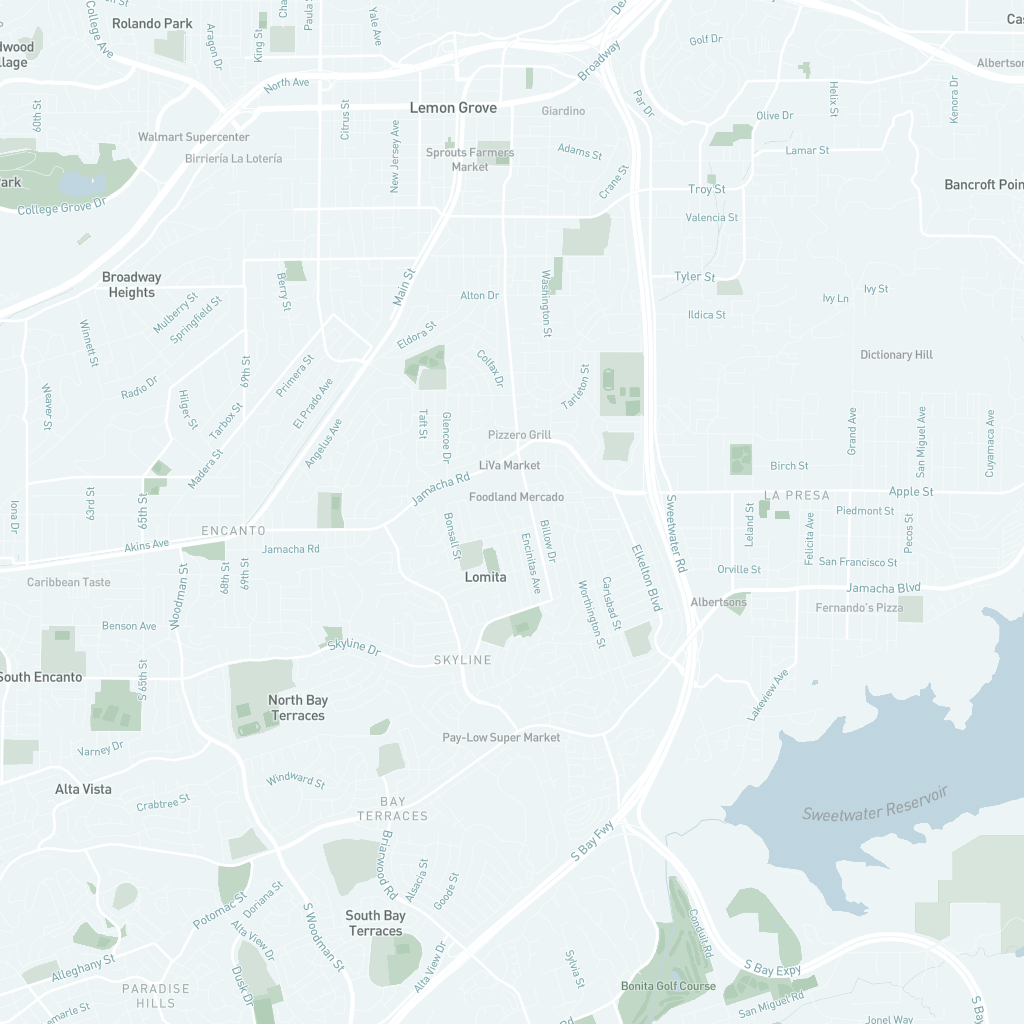 Rolando Park
College Ave
Aragon Dr
King St
Yale Ave
Broadway
Golf Dr
Albertsons
North Ave
Citrus St
Lemon Grove
Giardino
Par Dr
Helix St
Kenora Dr
60th St
Walmart Supercenter
Birriería La Lotería
New Jersey Ave
Sprouts Farmers
Market
Adams St
Olive Dr
Lamar St
Park
College Grove Dr
Crane St
Troy St
Valencia St
Bancroft Poin
Broadway
Heights
Berry St
Main St
Alton Dr
Washington St
Tyler St
Ivy St
Ivy Ln
Mulberry St
Springfield St
Ildica St
Winnett St
Eldora St
Colfax Dr
Dictionary Hill
69th St
Primera St
Radio Dr
Weaver St
Hilger St
El Prado Ave
Tarleton St
Tarbox St
Angelus Ave
Taft St
Glencoe Dr
Pizzero Grill
Grand Ave
San Miguel Ave
Cuyamaca Ave
Madera St
LiVa Market
Birch St
Jamacha Rd
Foodland Mercado
LA PRESA
Apple St
63rd St
65th St
Iona Dr
ENCANTO
Sweetwater Rd
Leland St
Piedmont St
Felicita Ave
Pecos St
Akins Ave
Jamacha Rd
Bonsall St
Billow Dr
Encinitas Ave
San Francisco St
Orville St
Caribbean Taste
68th St
69th St
Lomita
Elkelton Blvd
Carlsbad St
Worthington St
Jamacha Blvd
Albertsons
Fernando's Pizza
Woodman St
Benson Ave
Skyline Dr
SKYLINE
South Encanto
S 65th St
Lakeview Ave
North Bay
Terraces
Varney Dr
Pay-Low Super Market
Alta Vista
Windward St
Crabtree St
BAY
TERRACES
Sweetwater Reservoir
S Bay Fwy
Briarwood Rd
Alsacia St
Goode St
Potomac St
Doriana St
S Woodman St
South Bay
Terraces
Alta View Dr
Alta View Dr
Conduit Rd
Alleghany St
Dusk Dr
Sylvia St
S Bay Expy
PARADISE
HILLS
Bonita Golf Course
San Miguel Rd
Jonel Way
S Bay
Rd